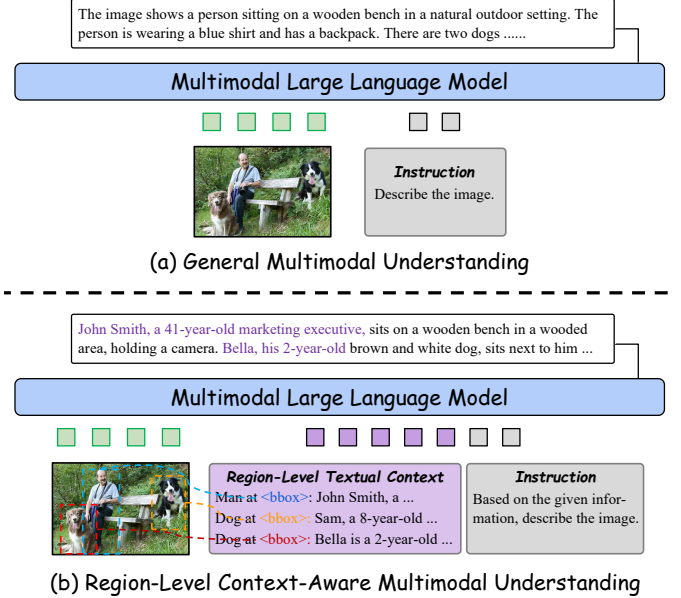 The image shows a person sitting on a wooden bench in a natural outdoor setting. The
person is wearing a blue shirt and has a backpack. There are two dogs ......
Multimodal Large Language Model
Instruction
Describe the image.
(a) General Multimodal Understanding
John Smith, a 41-year-old marketing executive, sits on a wooden bench in a wooded
area, holding a camera. Bella, his 2-year-old brown and white dog, sits next to him ...
Multimodal Large Language Model
Region-Level Textual Context
Man at <bbox>: John Smith, a ...
Dog at <bbox>: Sam, a 8-year-old ...
Dog at <bbox>: Bella is a 2-year-old ...
Instruction
Based on the given infor-
mation, describe the image.
(b) Region-Level Context-Aware Multimodal Understanding